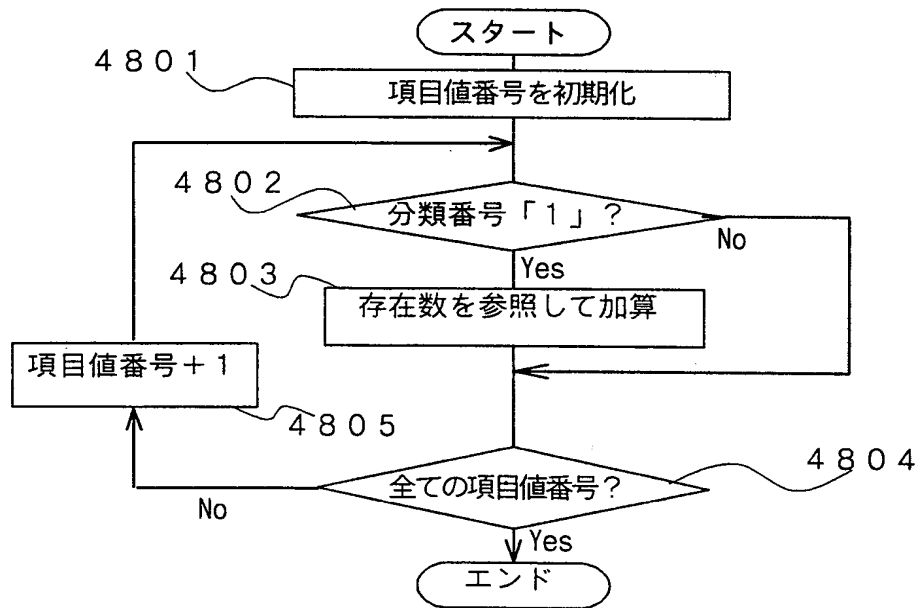 スタート
4801
項目値番号を初期化
4802
分類番号「1」?
No
Yes
4803
存在数を参照して加算
項目値番号+1
4805
4804
全ての項目値番号?
No
Yes
エンド